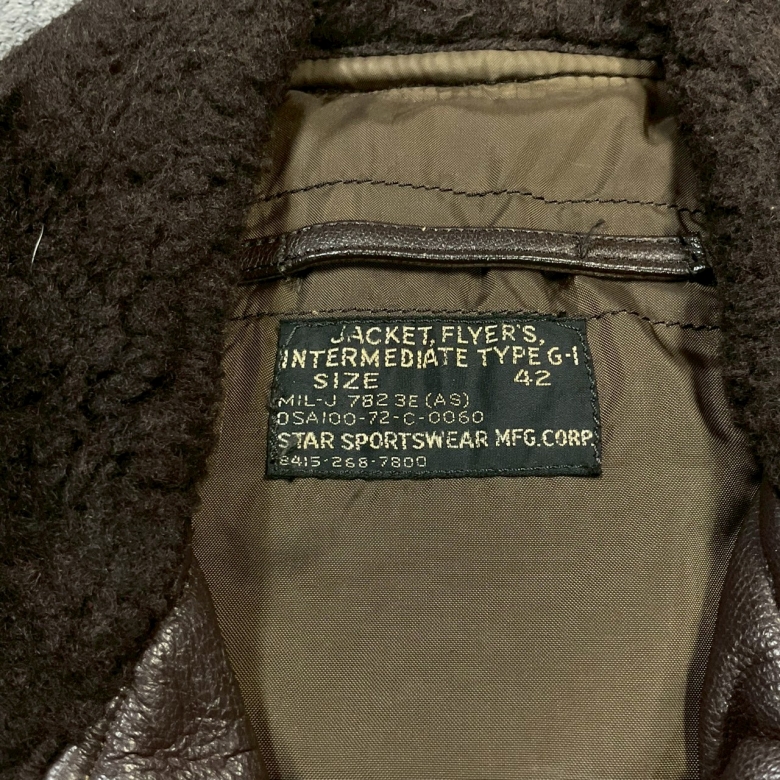 JACKET, FLYER'S,
INTERMEDIATE TYPE G-1
SIZE 42
MIL-J 7823E (AS)
DSA100-72-C-0060
STAR SPORTSWEAR MFG.CORP.
8415-268-7800